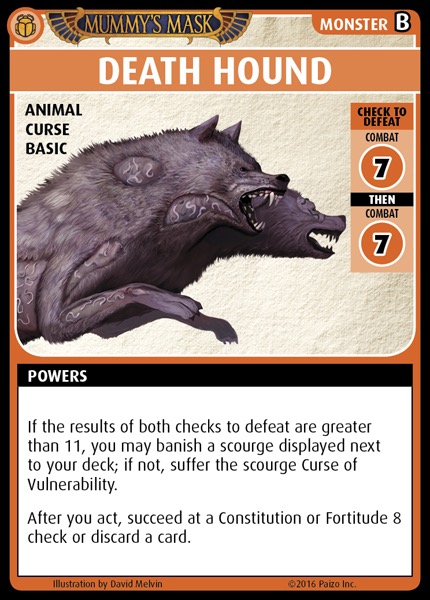 MUMMY'S MASK
MONSTER B
DEATH HOUND
ANIMAL
CURSE
BASIC
CHECK TO
DEFEAT
COMBAT
7
THEN
COMBAT
7
POWERS
If the results of both checks to defeat are greater
than 11, you may banish a scourge displayed next
to your deck; if not, suffer the scourge Curse of
Vulnerability.
After you act, succeed at a Constitution or Fortitude 8
check or discard a card.
Illustration by David Melvin
©2016 Paizo Inc.